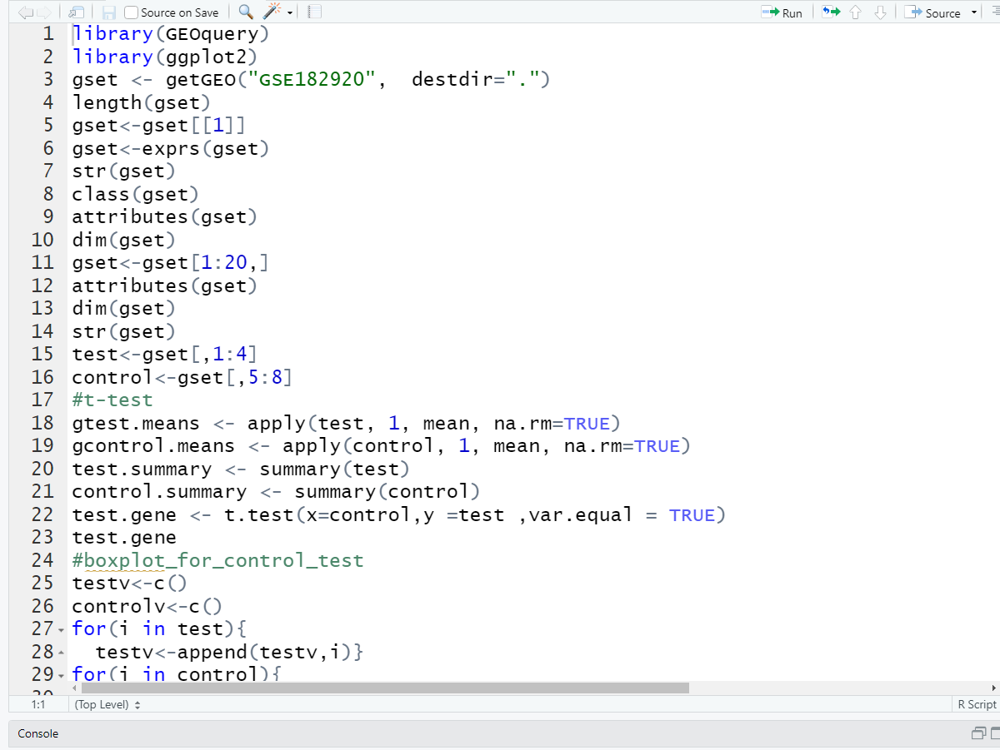 Source on Save
Run
Source
1 library(GEOquery)
2 library(ggplot2)
3 gset <- getGEO("GSE182920",  destdir=".")
4 length(gset)
5 gset<-gset[[1]]
6 gset<-exprs(gset)
7 str(gset)
8 class(gset)
9 attributes(gset)
10 dim(gset)
11 gset<-gset[1:20,]
12 attributes(gset)
13 dim(gset)
14 str(gset)
15 test<-gset[,1:4]
16 control<-gset[,5:8]
17 #t-test
18 gtest.means <- apply(test, 1, mean, na.rm=TRUE)
19 gcontrol.means <- apply(control, 1, mean, na.rm=TRUE)
20 test.summary <- summary(test)
21 control.summary <- summary(control)
22 test.gene <- t.test(x=control,y =test ,var.equal = TRUE)
23 test.gene
24 #boxplot_for_control_test
25 testv<-c()
26 controlv<-c()
27 for(i in test){
28   testv<-append(testv,i)}
29 for(i in control){
30
1:1 (Top Level) R Script
Console